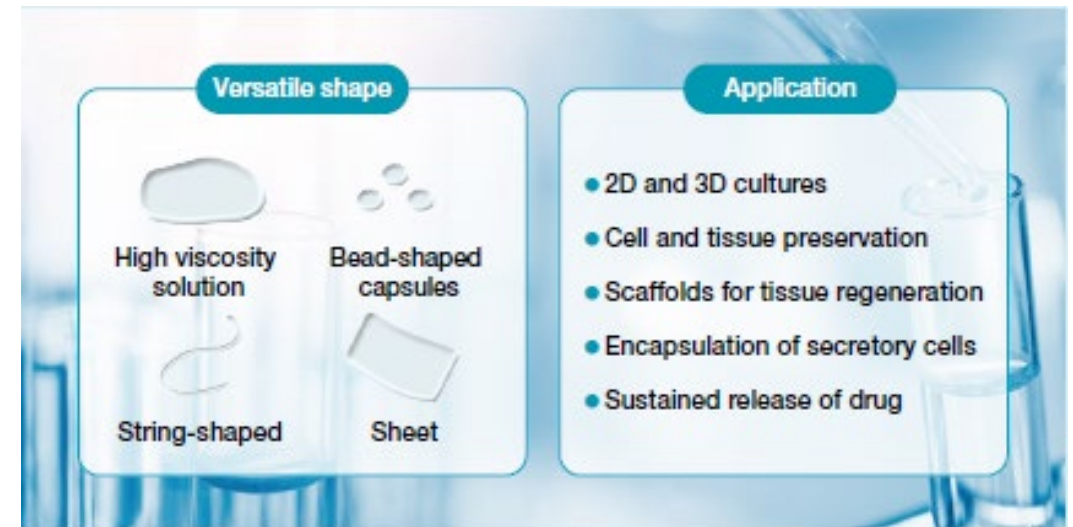 Versatile shape
High viscosity
solution
Bead-shaped
capsules
String-shaped
Sheet
Application
2D and 3D cultures
Cell and tissue preservation
Scaffolds for tissue regeneration
Encapsulation of secretory cells
Sustained release of drug